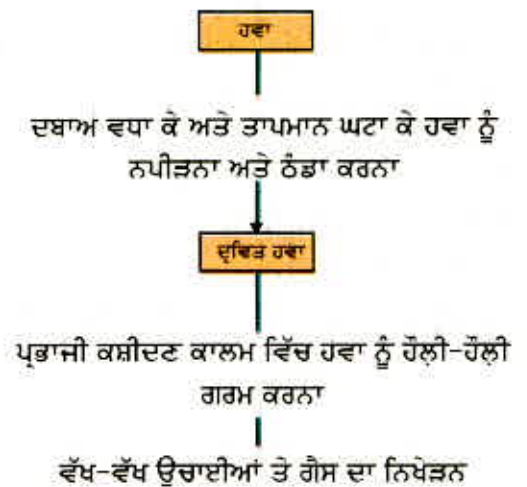 ਹਵਾ
ਦਬਾਅ ਵਧਾ ਕੇ ਅਤੇ ਤਾਪਮਾਨ ਘਟਾ ਕੇ ਹਵਾ ਨੂੰ
ਨਪੀੜਨਾ ਅਤੇ ਠੰਡਾ ਕਰਨਾ
ਦ੍ਰਵਿਤ ਹਵਾ
ਪ੍ਰਭਾਜੀ ਕਸ਼ੀਦਣ ਕਾਲਮ ਵਿੱਚ ਹਵਾ ਨੂੰ ਹੌਲ਼ੀ-ਹੌਲ਼ੀ
ਗਰਮ ਕਰਨਾ
ਵੱਖ-ਵੱਖ ਉਚਾਈਆਂ ਤੇ ਗੈਸ ਦਾ ਨਿਖੇੜਨ